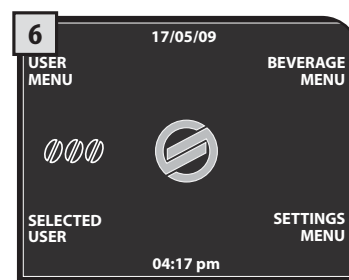 6
17/05/09
USER
MENU
BEVERAGE
MENU
SELECTED
USER
SETTINGS
MENU
04:17 pm